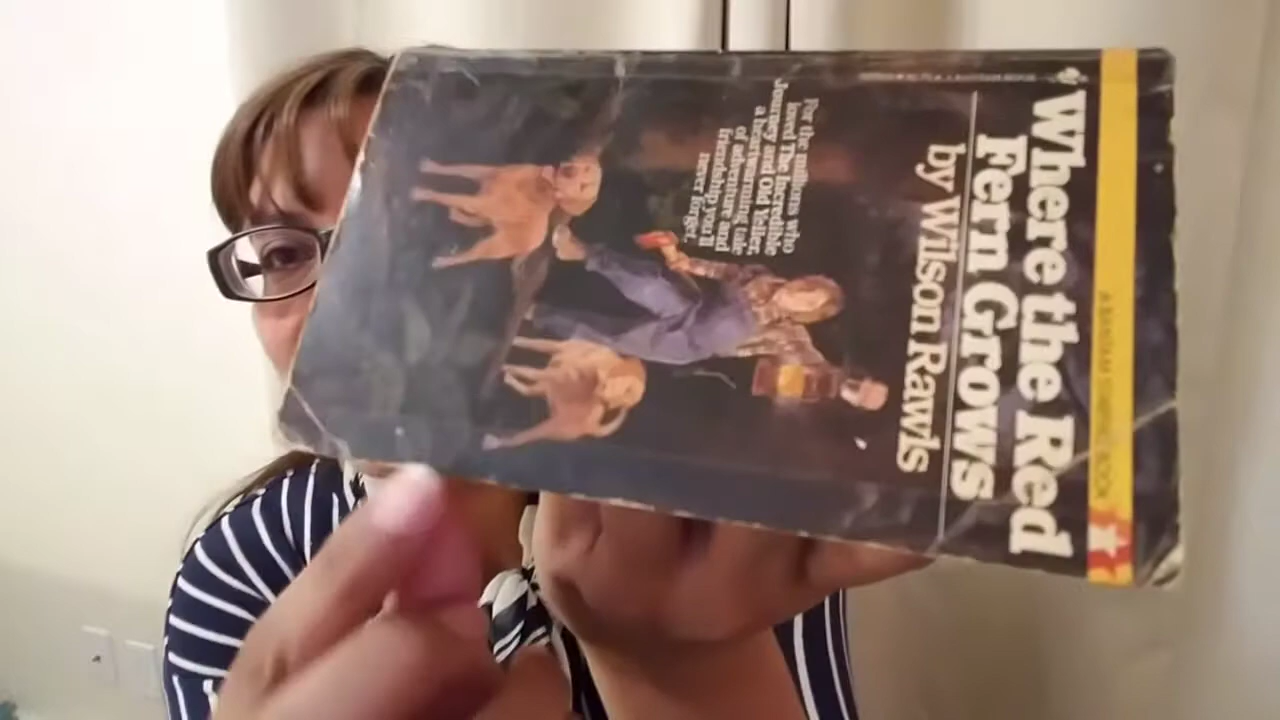 A BANTAM STARFIRE BOOK
Where the Red
Fern Grows
by Wilson Rawls
For the millions who
loved The Incredible
Journey and Old Yeller,
a heartwarming tale
of adventure and
friendship you'll
never forget.